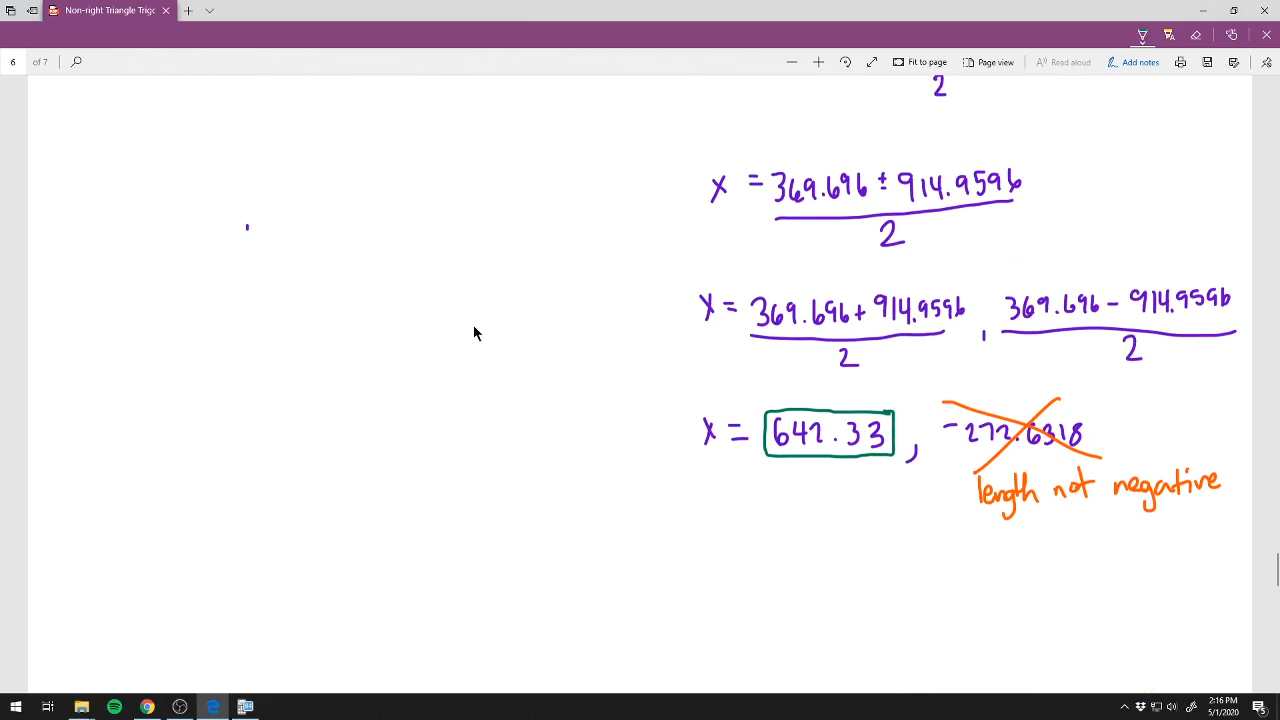 Non-right Triangle Trigo
6 of 7 Fit to page Page view Read aloud Add notes
2
x = 369.696 ± 914.9596
2
x = 369.696 + 914.9596 , 369.696 - 914.9596
2 2
x = 642.33 , -272.6318
length not negative
2:16 PM
5/1/2020